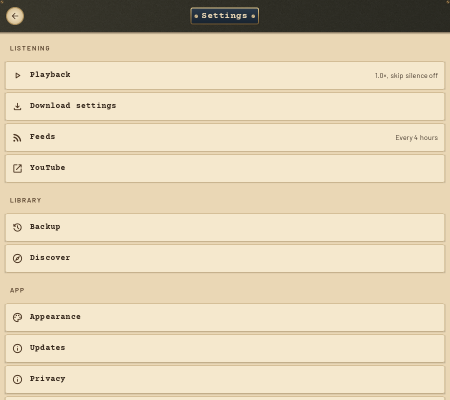 Settings
LISTENING
Playback 1.0×, skip silence off
Download settings
Feeds Every 4 hours
YouTube
LIBRARY
Backup
Discover
APP
Appearance
Updates
Privacy